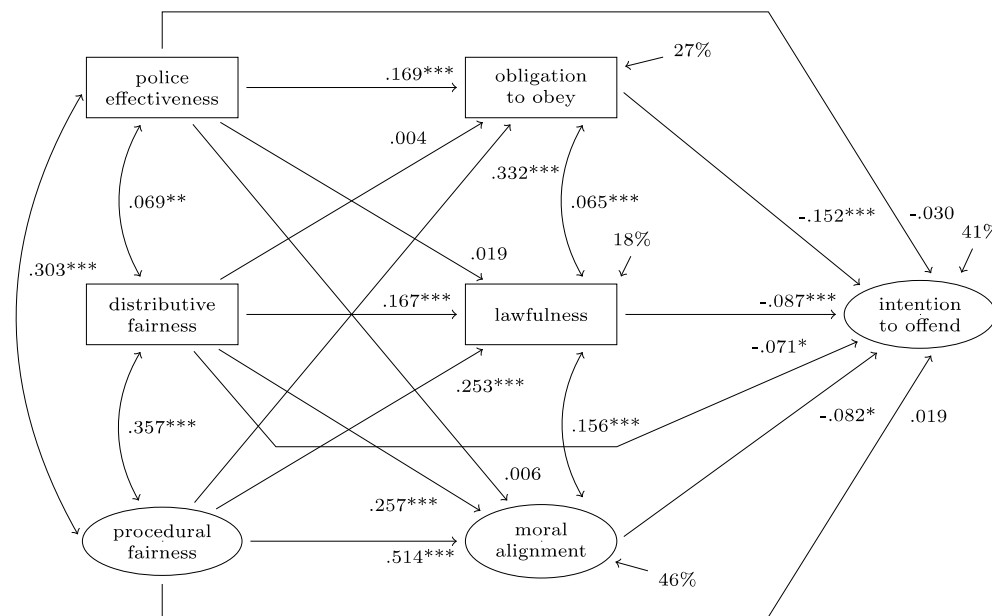 27%
police
effectiveness
.169***
obligation
to obey
.004
.332***
.069**
.065***
-.152***
-.030
41%
18%
.303***
.019
distributive
fairness
.167***
lawfulness
-.087***
intention
to offend
-.071*
.253***
.357***
.156***
-.082*
.019
.006
.257***
procedural
fairness
.514***
moral
alignment
46%